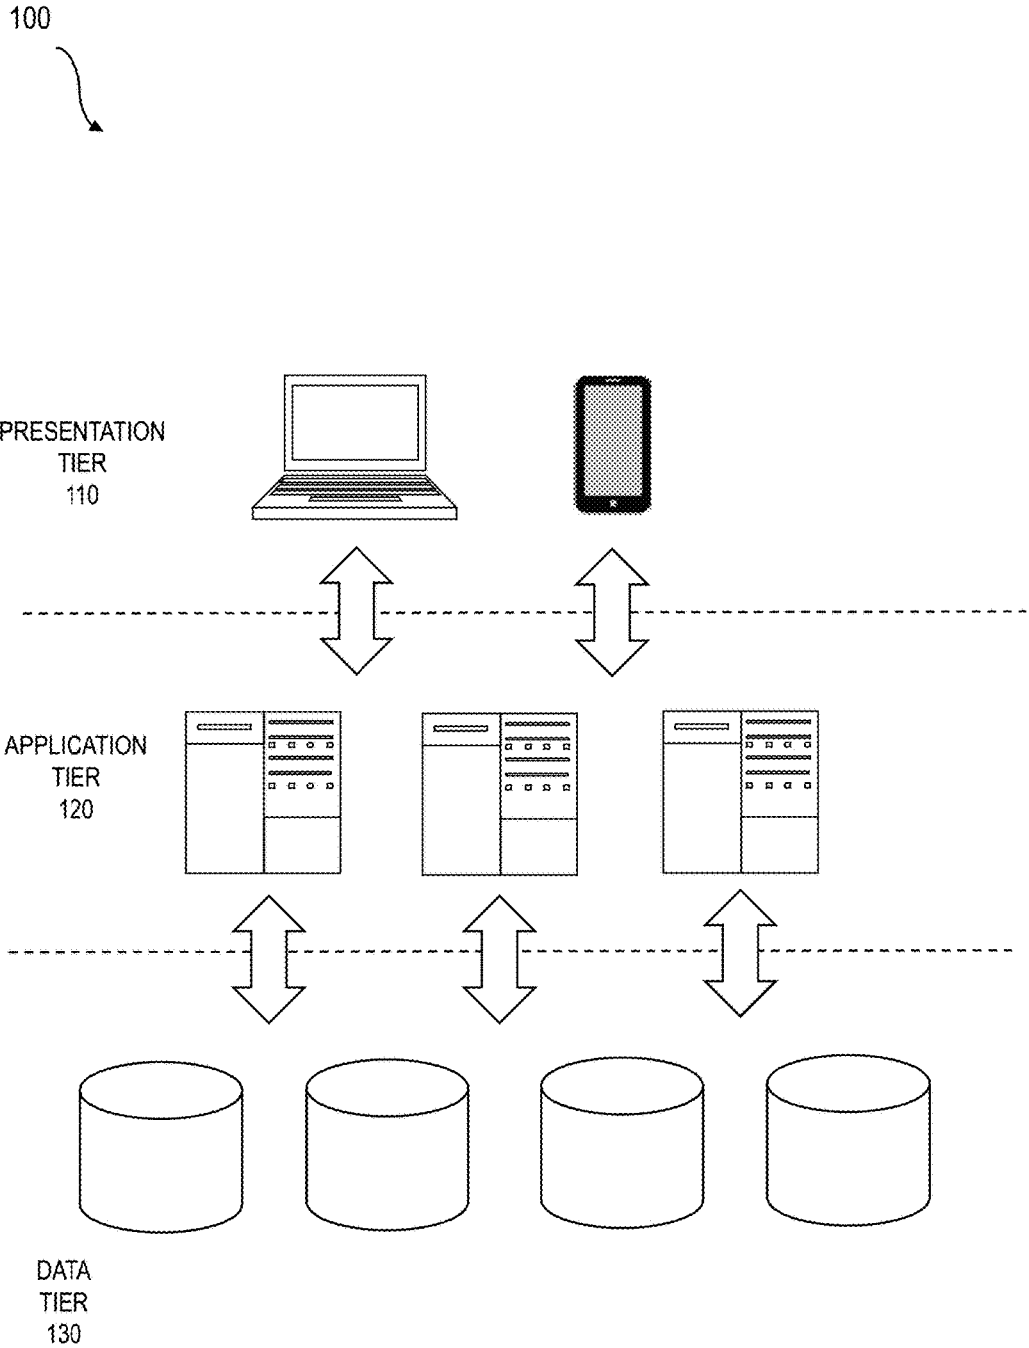 100
PRESENTATION
TIER
110
APPLICATION
TIER
120
DATA
TIER
130